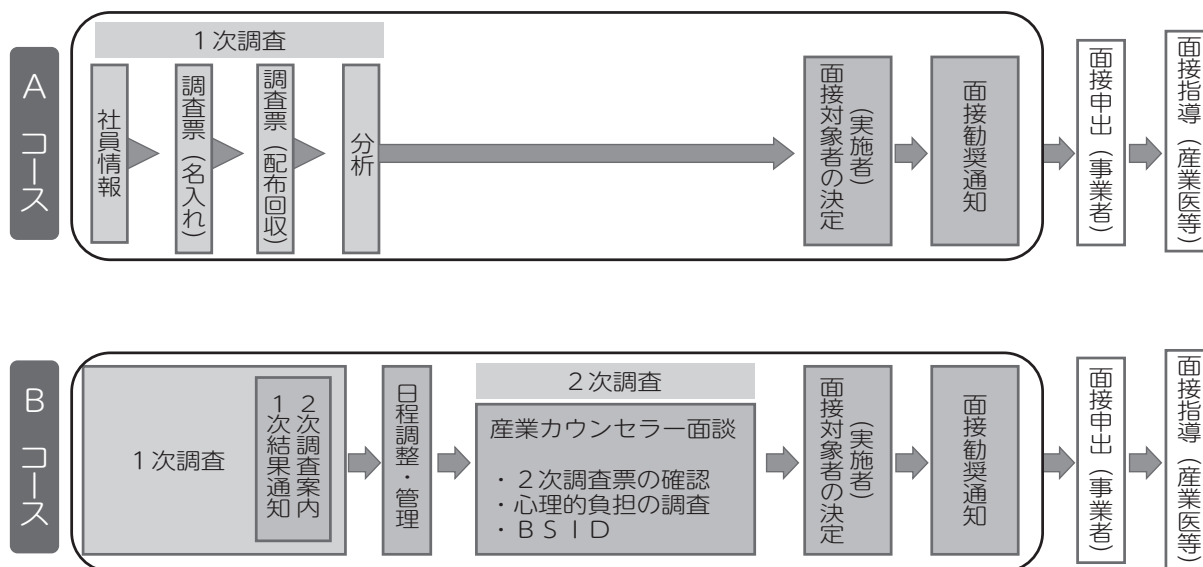 A コース
1次調査
社員情報
調査票（名入れ）
調査票（配布回収）
分析
（実施者）
面接対象者の決定
面接勧奨通知
面接申出（事業者）
面接指導（産業医等）
B コース
1次調査
2次調査案内
1次結果通知
日程調整・管理
2次調査
産業カウンセラー面談
・2次調査票の確認
・心理的負担の調査
・BSID
（実施者）
面接対象者の決定
面接勧奨通知
面接申出（事業者）
面接指導（産業医等）